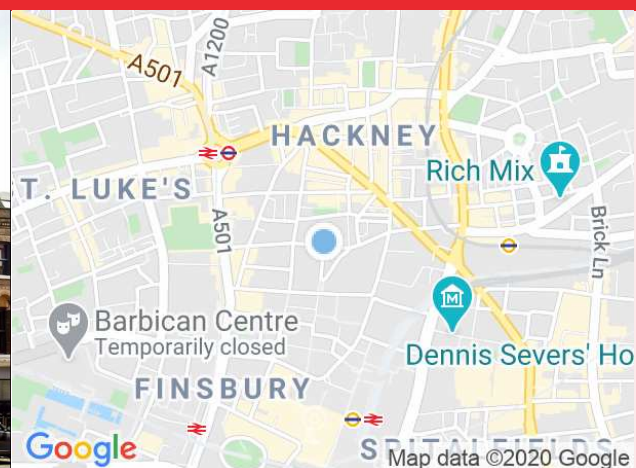 A1200
A501
HACKNEY
Rich Mix
T. LUKE'S
A501
Brick Ln
Barbican Centre
Temporarily closed
Dennis Severs' Ho
FINSBURY
SPITALFIELDS
Google
Map data ©2020 Google